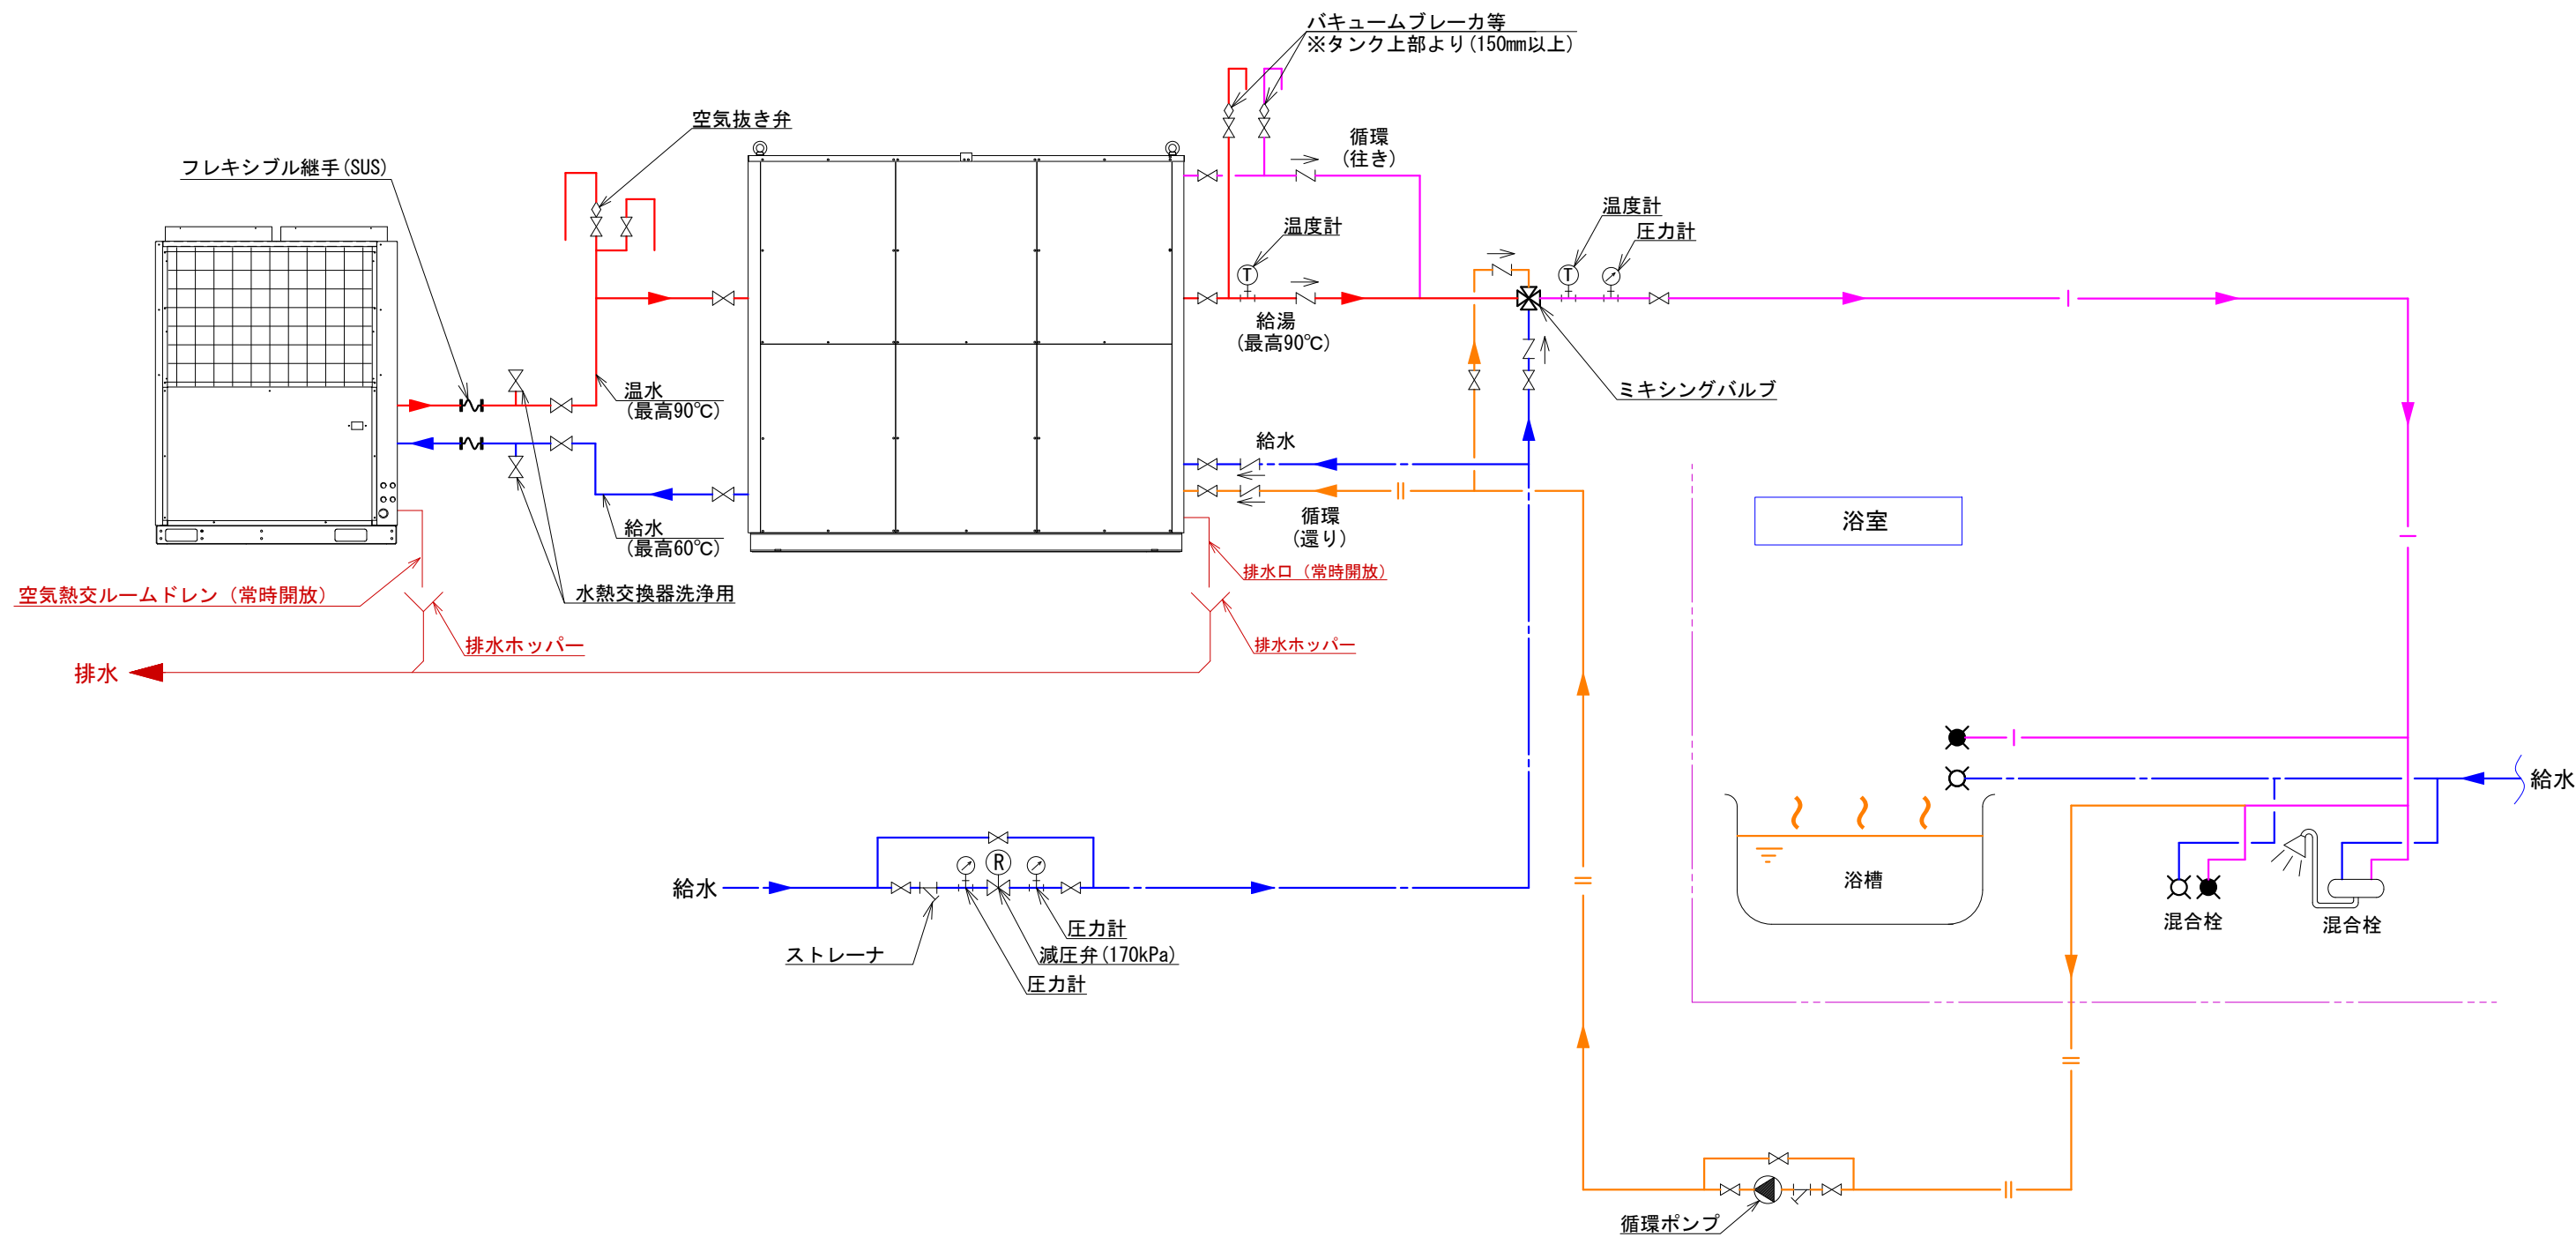 バキュームブレーカ等
※タンク上部より(150mm以上)
空気抜き弁
フレキシブル継手(SUS)
循環
(往き)
温度計
T
給湯
(最高90℃)
温度計
圧力計
T
ミキシングバルブ
温水
(最高90℃)
給水
循環
(還り)
給水
(最高60℃)
水熱交換器洗浄用
空気熱交ルームドレン(常時開放)
排水ホッパー
排水
排水口(常時開放)
排水ホッパー
浴室
給水
浴槽
混合栓
混合栓
給水
R
ストレーナ
圧力計
減圧弁(170kPa)
圧力計
循環ポンプ